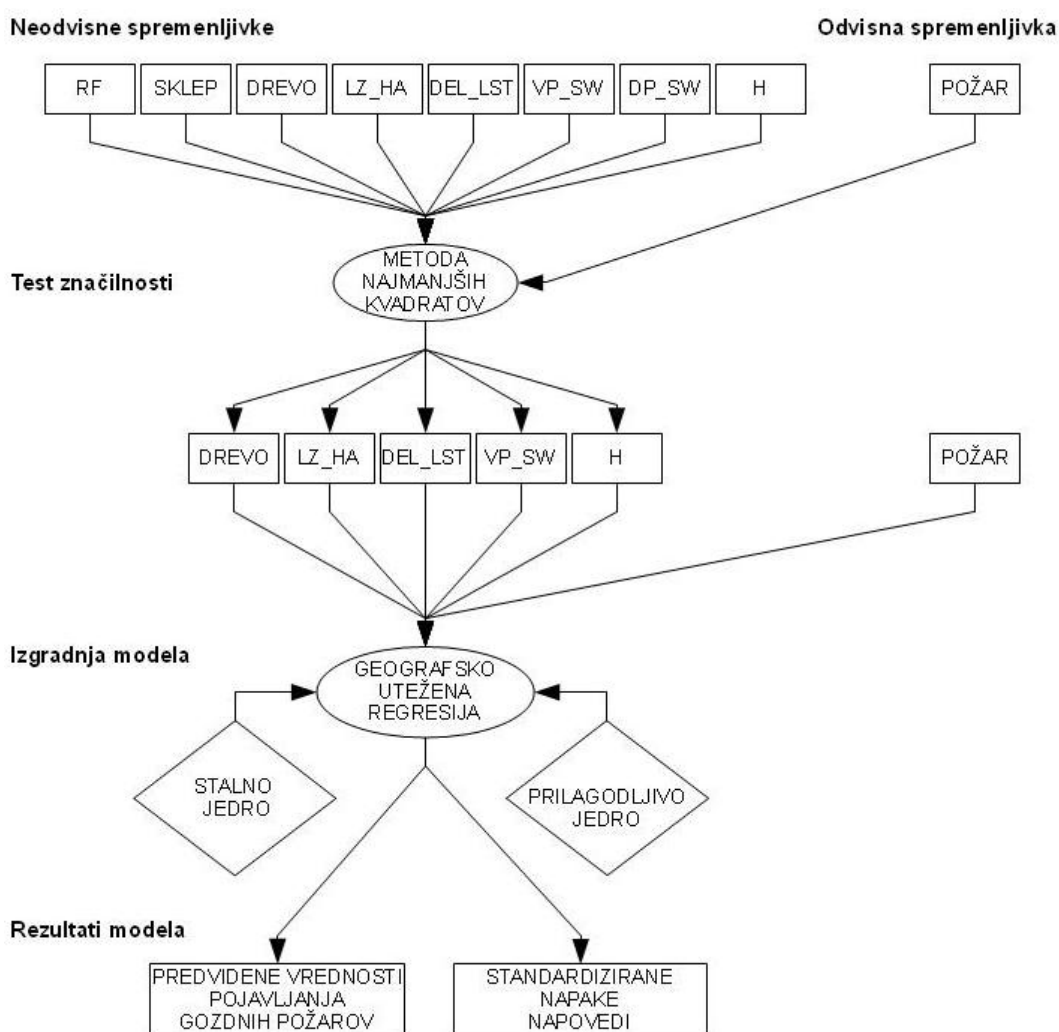 Neodvisne spremenljivke
Odvisna spremenljivka
RF
SKLEP
DREVO
LZ_HA
DEL_LST
VP_SW
DP_SW
H
POŽAR
METODA
NAJMANJŠIH
KVADRATOV
Test značilnosti
DREVO
LZ_HA
DEL_LST
VP_SW
H
POŽAR
Izgradnja modela
GEOGRAFSKO
UTEŽENA
REGRESIJA
STALNO
JEDRO
PRILAGODLJIVO
JEDRO
Rezultati modela
PREDVIDENE VREDNOSTI
POJAVLJANJA
GOZDNIH POŽAROV
STANDARDIZIRANE
NAPAKE
NAPOVEDI